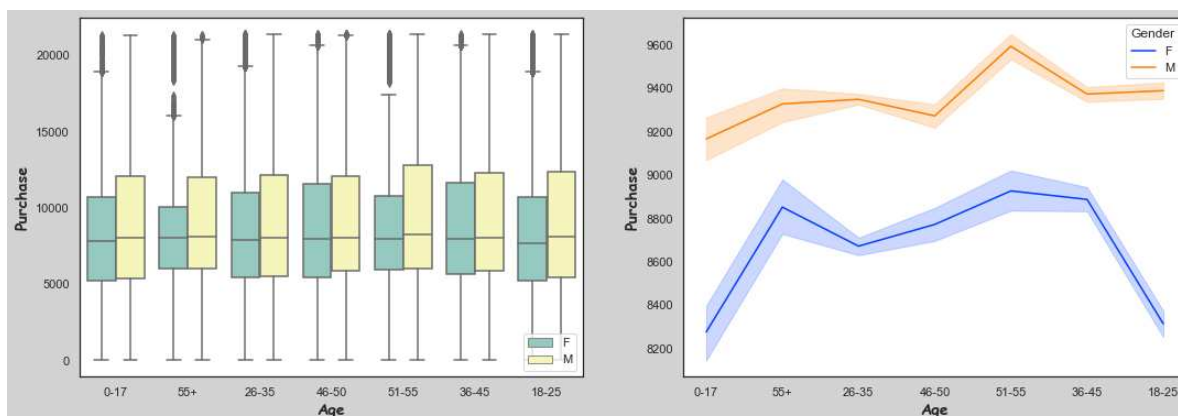 20000
15000
10000
5000
0
Purchase
0-17 55+ 26-35 46-50 51-55 36-45 18-25
Age
F
M
9600
9400
9200
9000
8800
8600
8400
8200
Purchase
0-17 55+ 26-35 46-50 51-55 36-45 18-25
Age
Gender
F
M